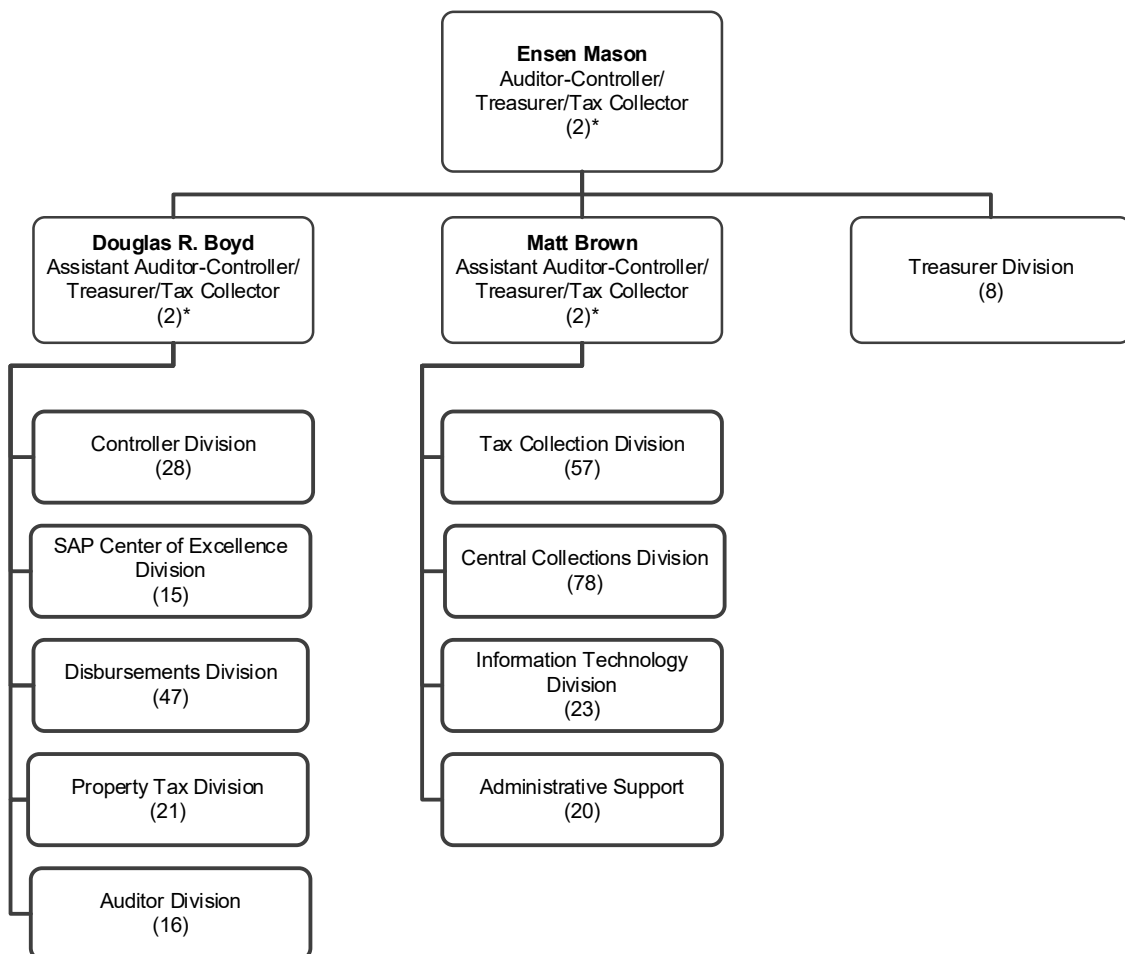 Ensen Mason
Auditor-Controller/
Treasurer/Tax Collector
(2)*
Douglas R. Boyd
Assistant Auditor-Controller/
Treasurer/Tax Collector
(2)*
Matt Brown
Assistant Auditor-Controller/
Treasurer/Tax Collector
(2)*
Treasurer Division
(8)
Controller Division
(28)
SAP Center of Excellence
Division
(15)
Disbursements Division
(47)
Property Tax Division
(21)
Auditor Division
(16)
Tax Collection Division
(57)
Central Collections Division
(78)
Information Technology
Division
(23)
Administrative Support
(20)